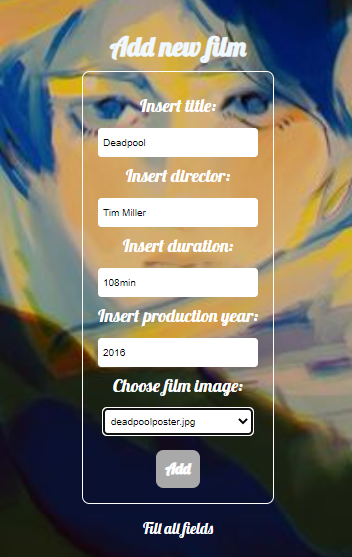 Add new film
Insert title:
Deadpool
Insert director:
Tim Miller
Insert duration:
108min
Insert production year:
2016
Choose film image:
deadpoolposter.jpg
Add
Fill all fields